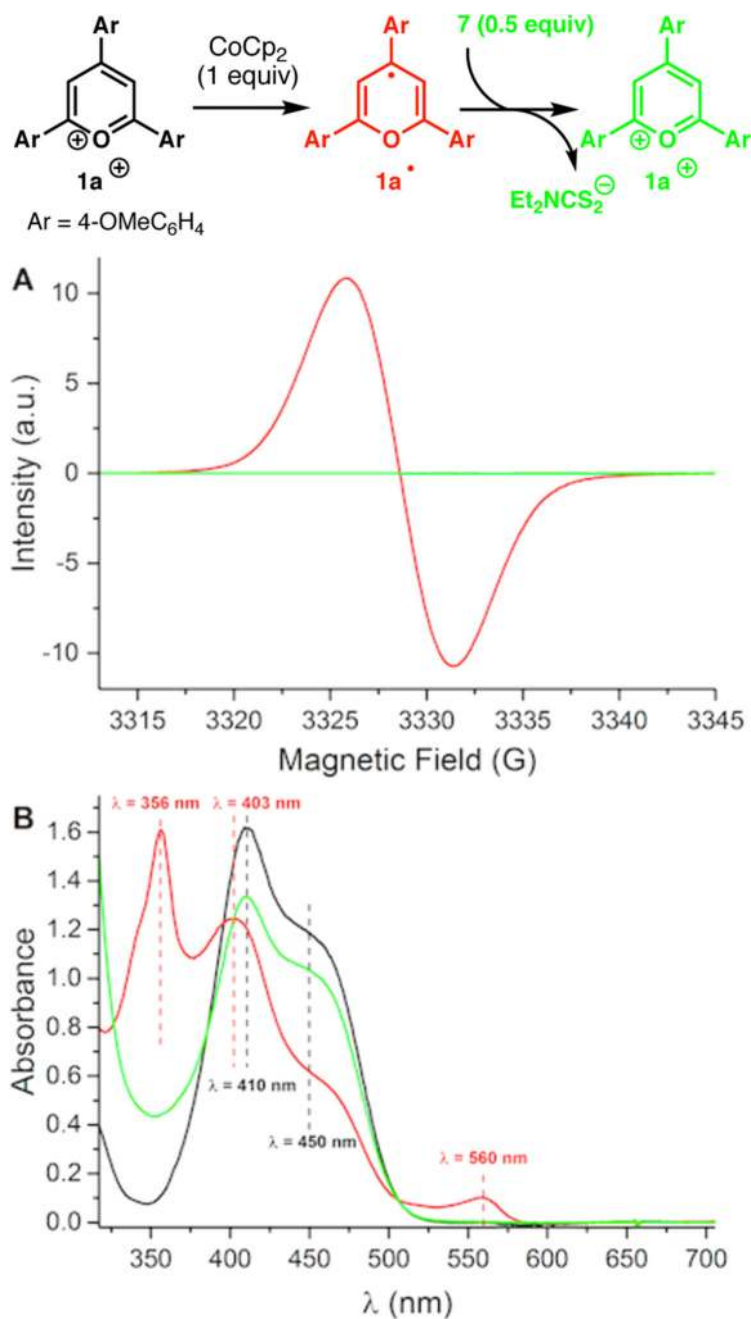 Ar Ar Ar
CoCp2 7 (0.5 equiv)
(1 equiv)
Ar ⊕ O Ar Ar O Ar Ar ⊕ O Ar
1a ⊕ 1a • Et2NCS2 ⊖ 1a ⊕
Ar = 4-OMeC6H4
A
10
5
0
-5
-10
Intensity (a.u.)
3315 3320 3325 3330 3335 3340 3345
Magnetic Field (G)
B
λ = 356 nm λ = 403 nm
1.6
1.4
1.2
1.0
0.8
0.6
0.4
0.2
0.0
Absorbance
λ = 410 nm
λ = 450 nm
λ = 560 nm
350 400 450 500 550 600 650 700
λ (nm)